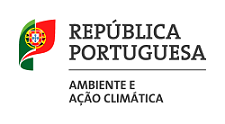 REPÚBLICA
PORTUGUESA
AMBIENTE E
AÇÃO CLIMÁTICA